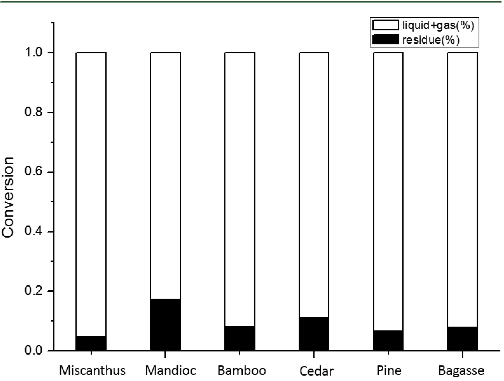 liquid+gas(%)
residue(%)
1.0
0.8
0.6
0.4
0.2
0.0
Conversion
Miscanthus Mandioc Bamboo Cedar Pine Bagasse